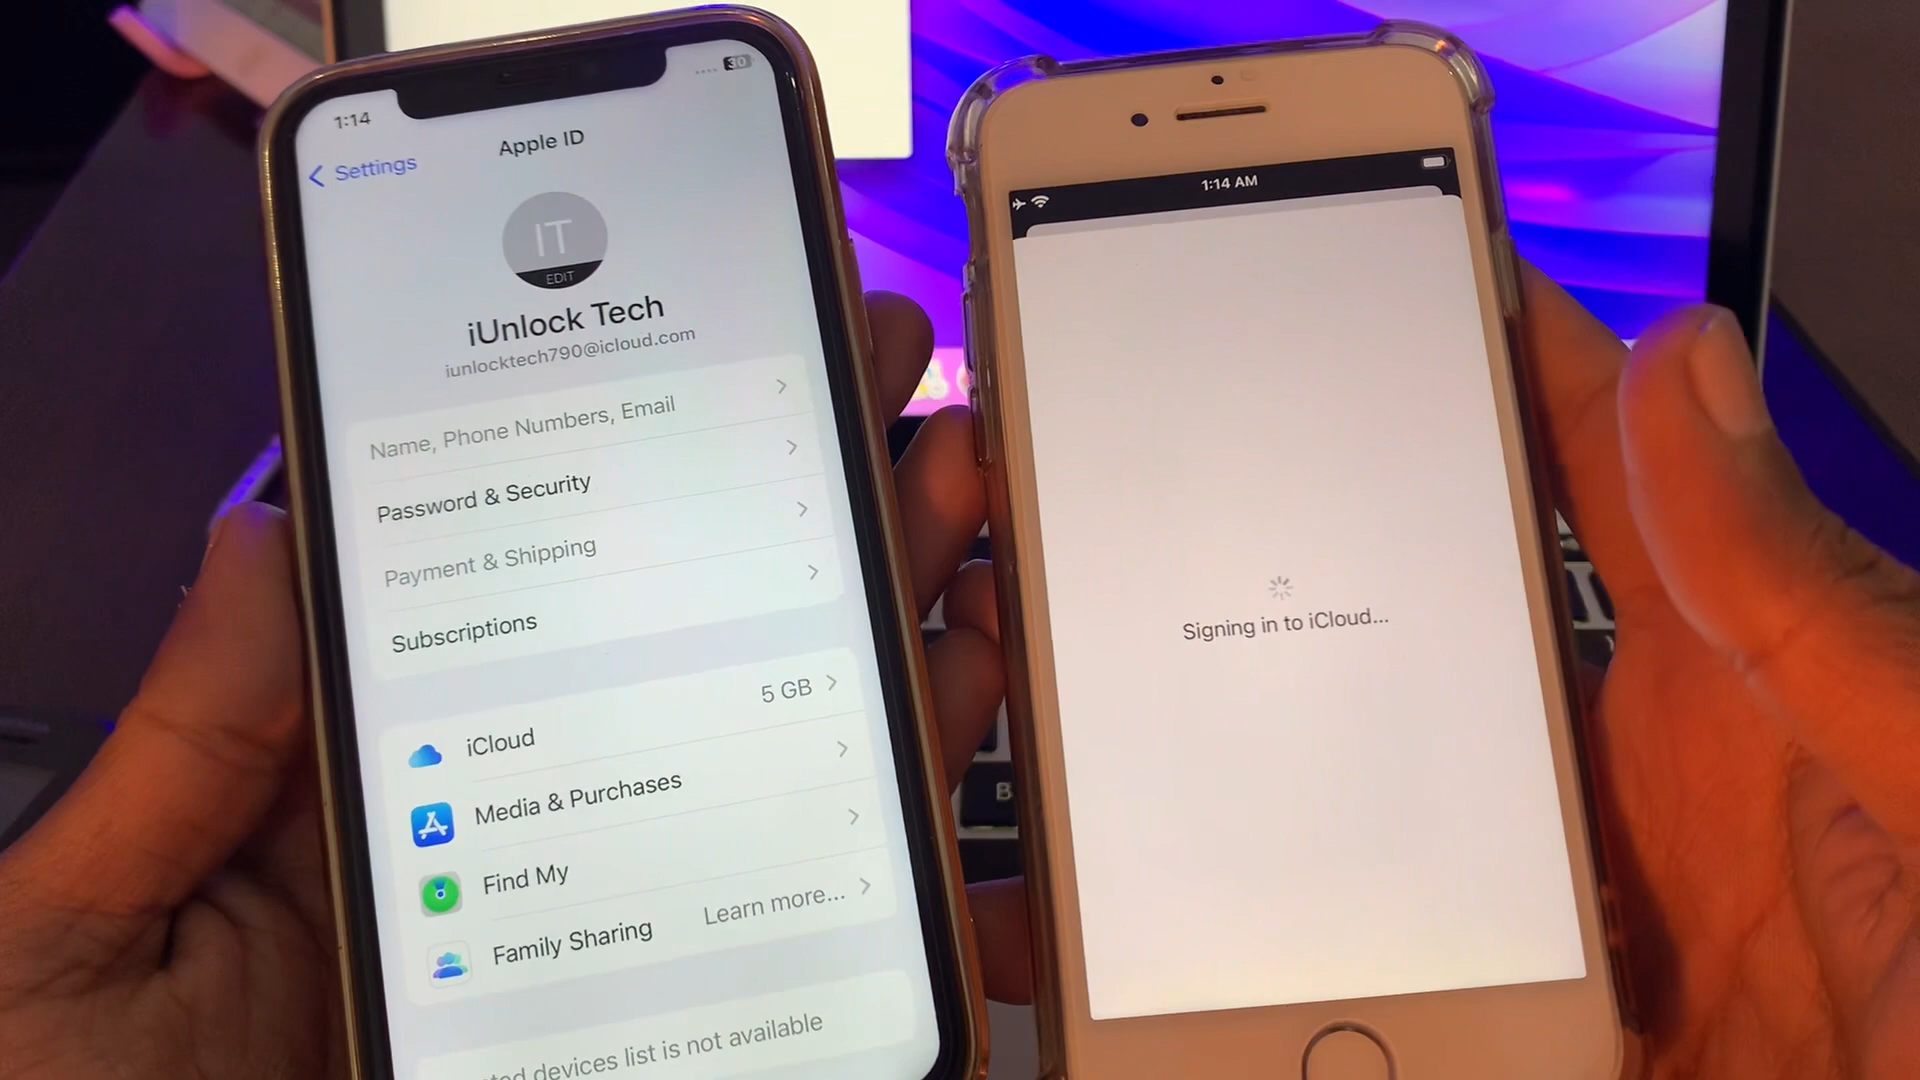 1:14
30
Settings
Apple ID
IT
EDIT
iUnlock Tech
iunlocktech790@icloud.com
Name, Phone Numbers, Email
Password & Security
Payment & Shipping
Subscriptions
iCloud
5 GB
Media & Purchases
Find My
Family Sharing
Learn more...
devices list is not available
1:14 AM
Signing in to iCloud...
B